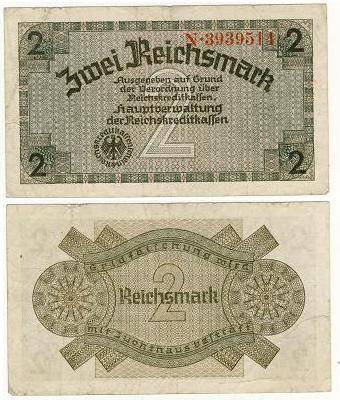 2
N·3939514
2
Zwei Reichsmark
Ausgegeben auf Grund
der Verordnung über
Reichskreditkassen,
Hauptverwaltung
der Reichskreditkassen
2
2
2
Geldfälschung wird
Reichsmark
2
mit Zuchthaus bestraft